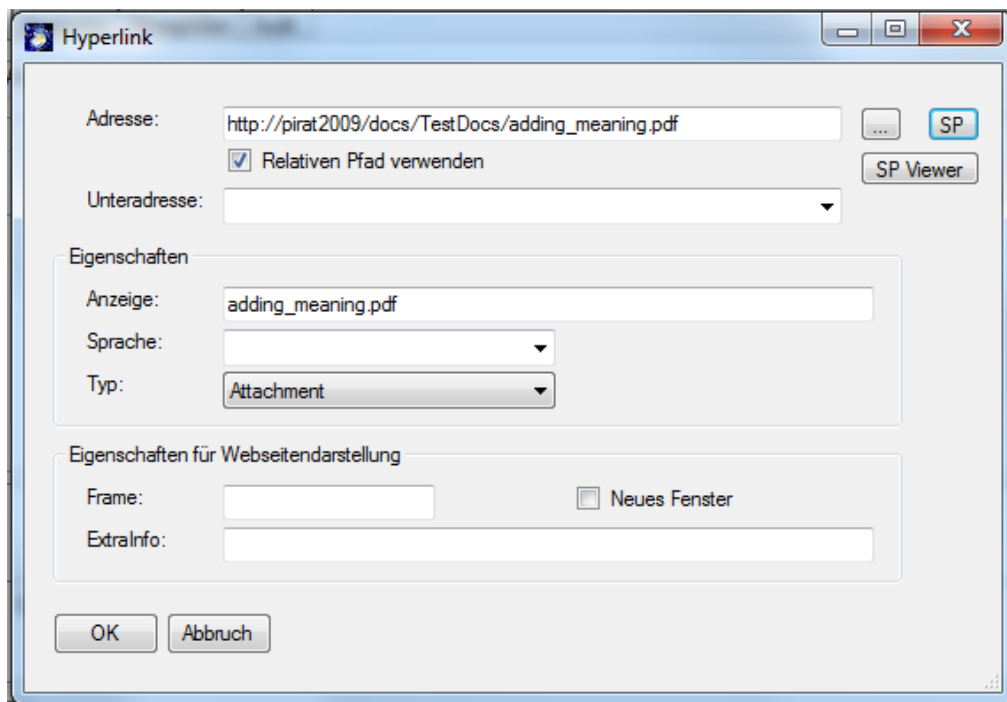 Hyperlink
Adresse: http://pirat2009/docs/TestDocs/adding_meaning.pdf ... SP
Relativen Pfad verwenden SP Viewer
Unteradresse:
Eigenschaften
Anzeige: adding_meaning.pdf
Sprache:
Typ: Attachment
Eigenschaften für Webseitendarstellung
Frame: Neues Fenster
ExtraInfo:
OK Abbruch